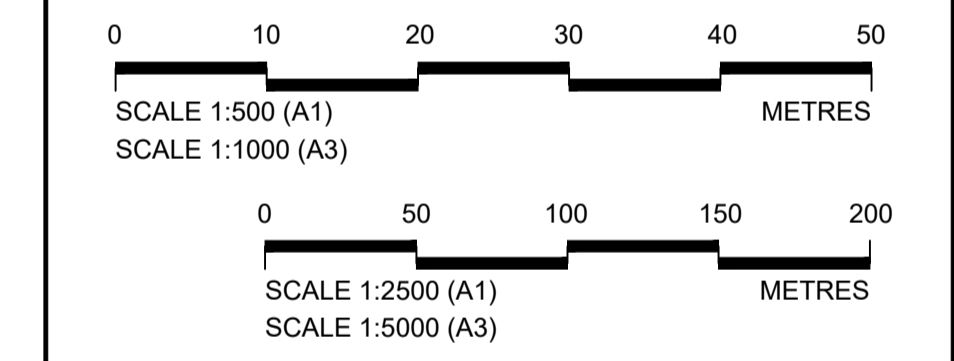 0 10 20 30 40 50
SCALE 1:500 (A1) METRES
SCALE 1:1000 (A3)
0 50 100 150 200
SCALE 1:2500 (A1) METRES
SCALE 1:5000 (A3)